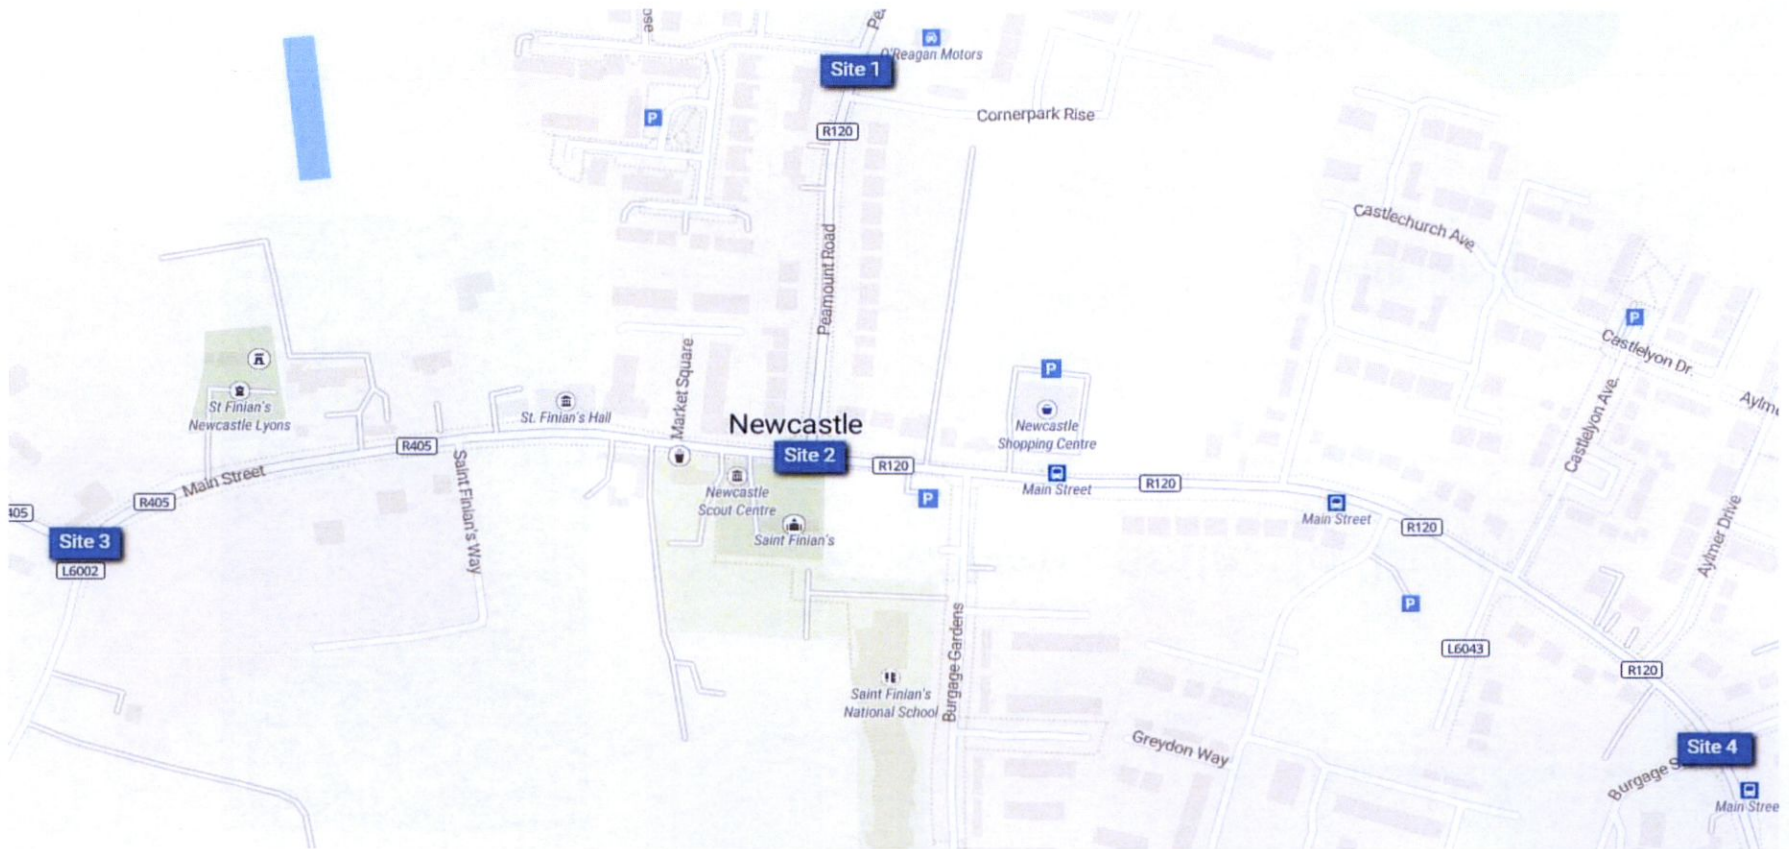 Site 1
O'Reagan Motors
P
Cornerpark Rise
R120
Peamount Road
Castlechurch Ave
P
Castlelyon Dr
Castlelyon Ave.
Aylmer Drive
St Finian's
Newcastle Lyons
R405
Main Street
R405
Saint Finian's Way
St. Finian's Hall
Market Square
Newcastle
Site 2
R120
P
Newcastle
Shopping Centre
Main Street
R120
Main Street
R120
P
Newcastle
Scout Centre
Saint Finian's
P
405
Site 3
L6002
Burgage Gardens
Saint Finian's
National School
L6043
R120
Greydon Way
Site 4
Burgage S
Main Stree